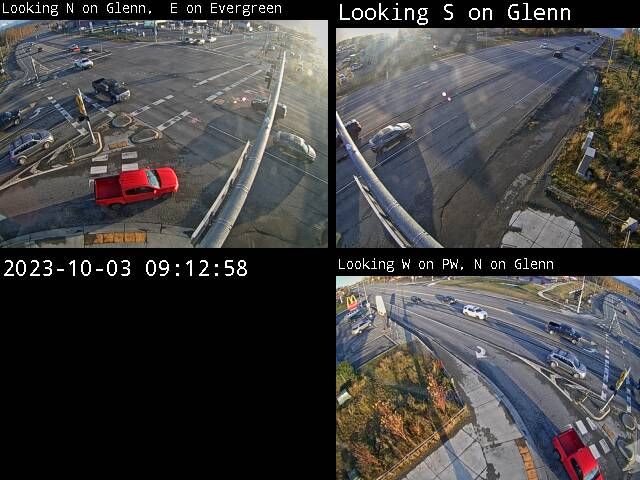 Looking N on Glenn,  E on Evergreen
Looking S on Glenn
2023-10-03 09:12:58
Looking W on PW, N on Glenn